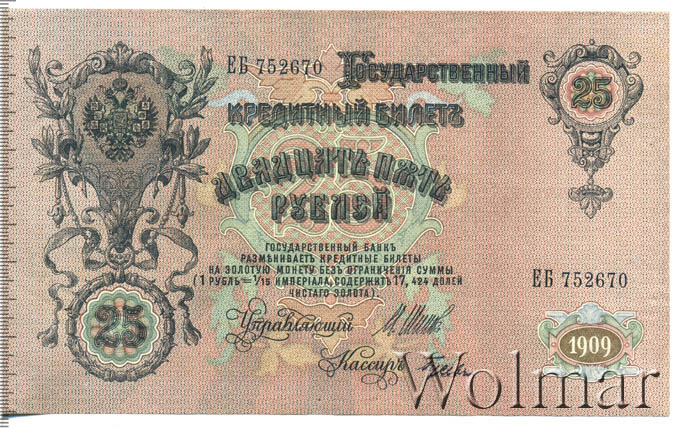 ЕБ 752670
Государственный
25
Кредитный Билетъ
Двадцать пять
рублей
Государственный банкъ
размѣниваетъ кредитные билеты
на золотую монету безъ ограниченія суммы
(1 рубль = 1/15 империала, содержитъ 17,424 долей
чистаго золота).
ЕБ 752670
25
Управляющій
1909
Кассиръ
Wolmar